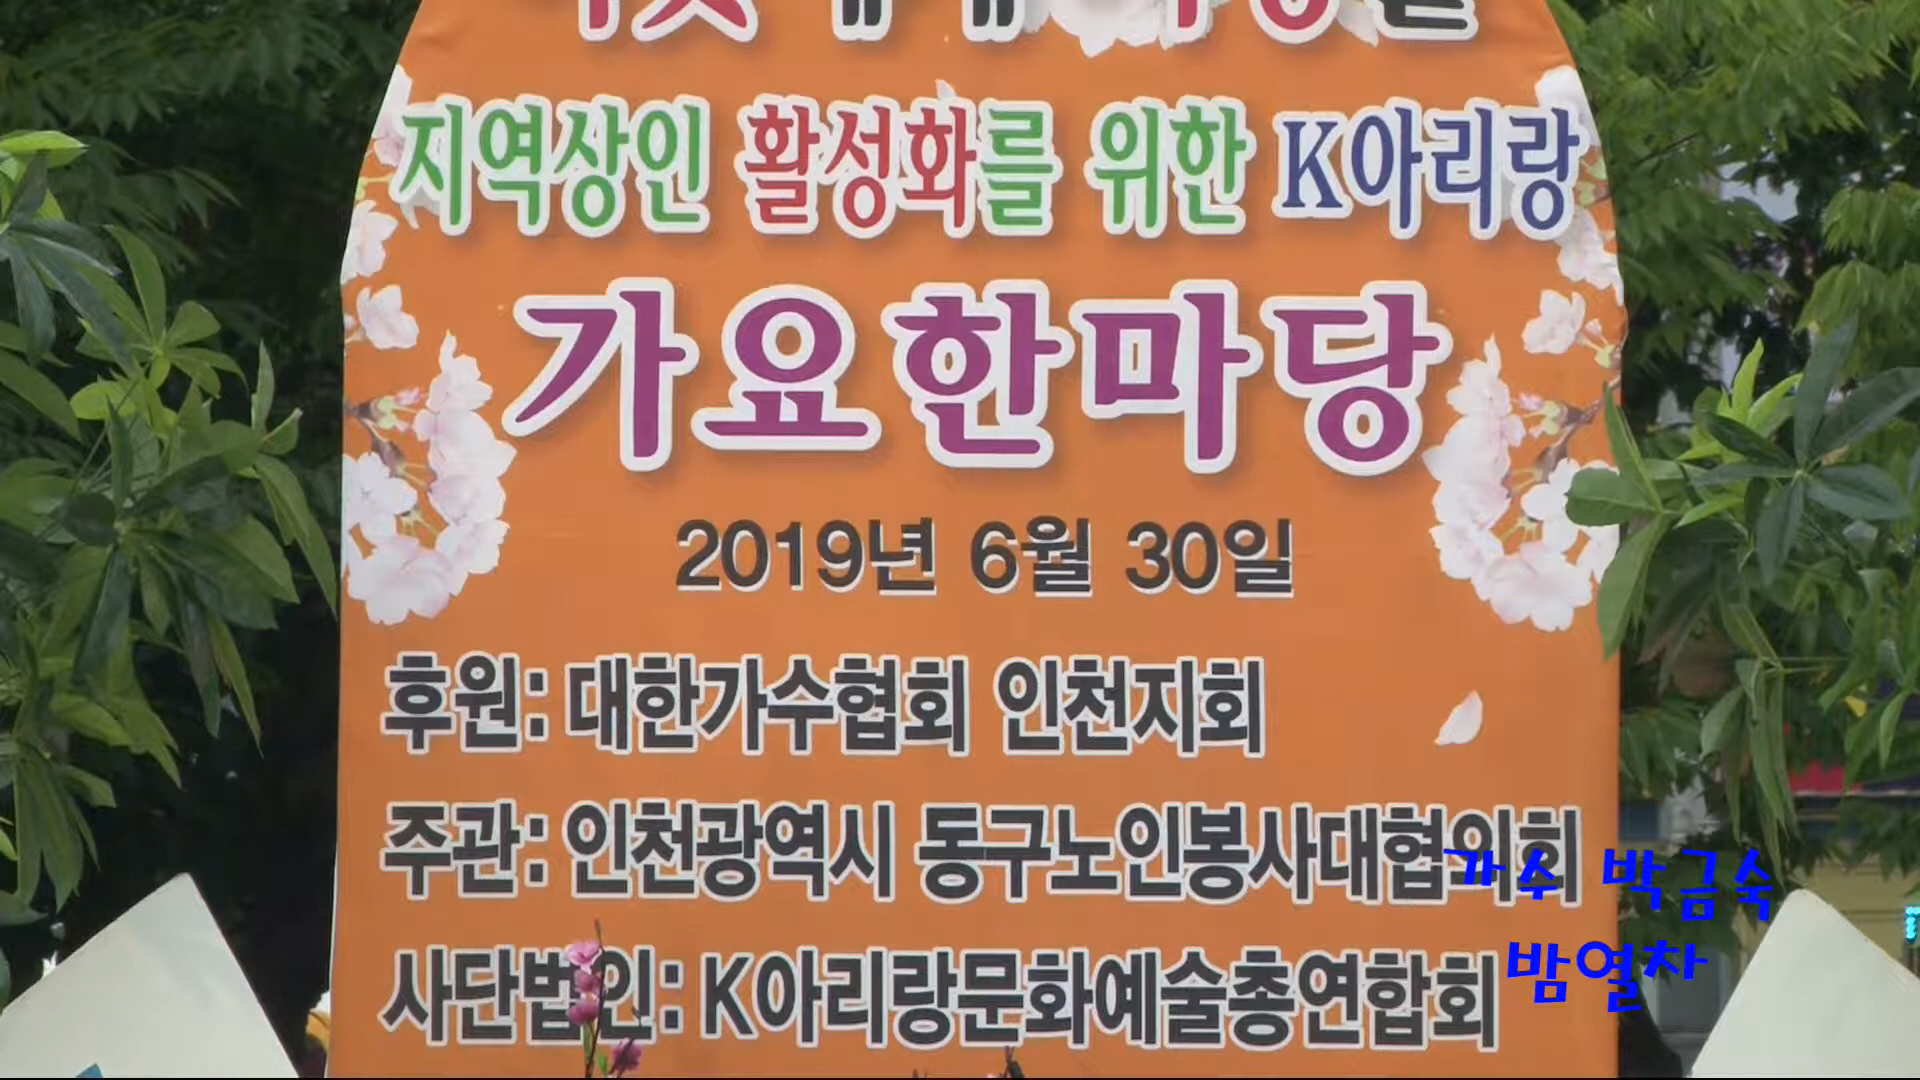 지역상인 활성화를 위한 K아리랑
가요한마당
2019년 6월 30일
후원: 대한가수협회 인천지회
주관: 인천광역시 동구노인봉사대협의회
사단법인: K아리랑문화예술총연합회
가수 박금숙
밤열차